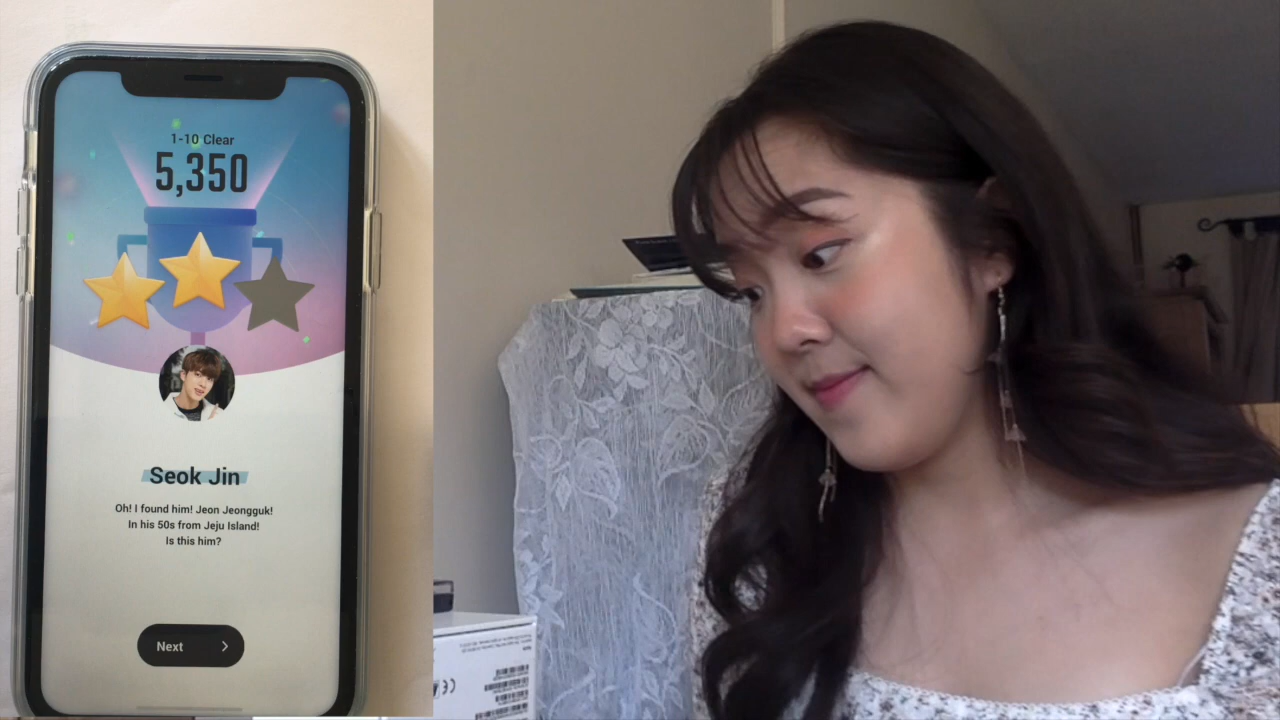 1-10 Clear
5,350
Seok Jin
Oh! I found him! Jeon Jeongguk!
In his 50s from Jeju Island!
Is this him?
Next